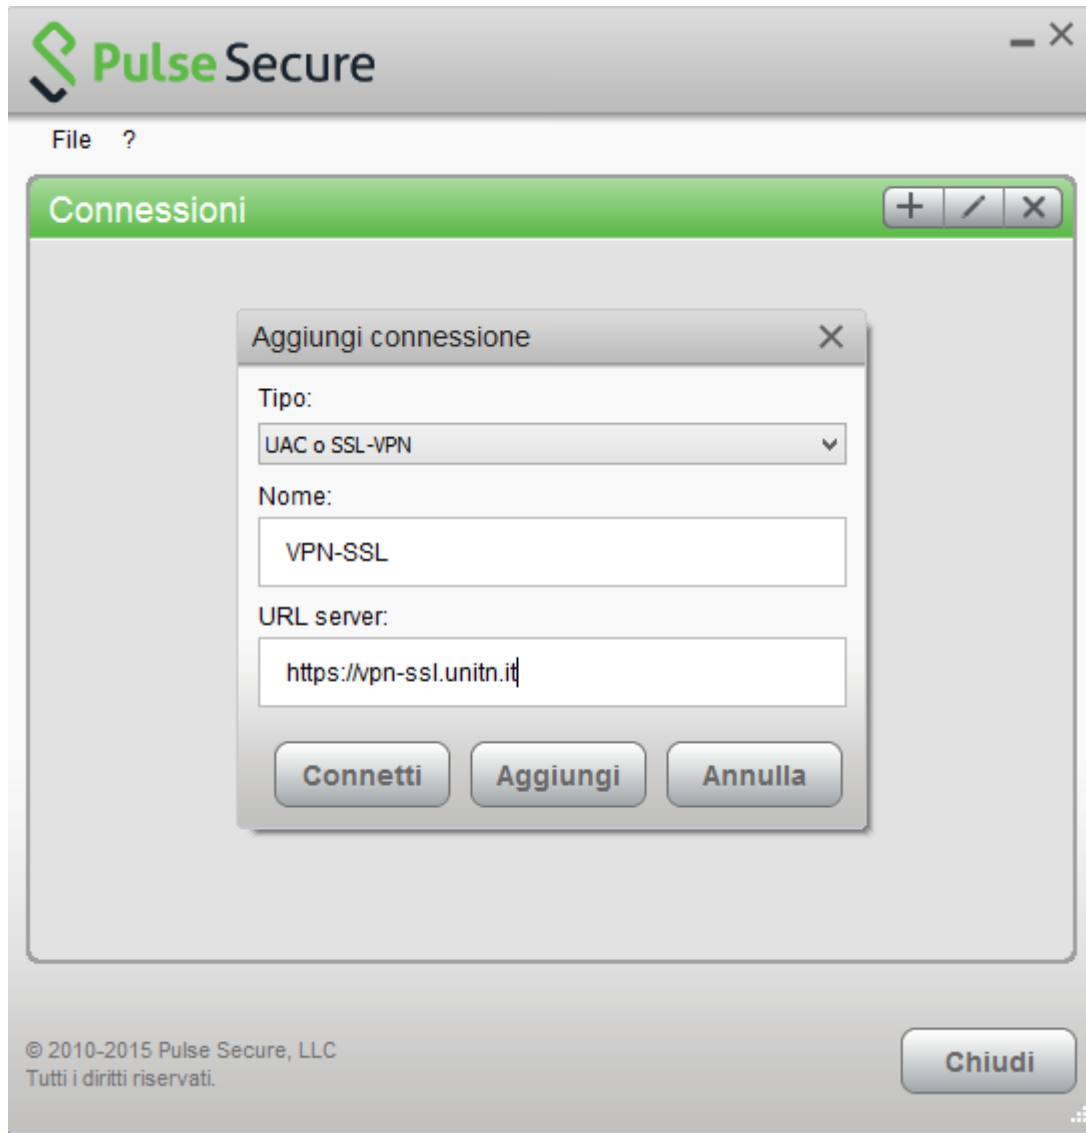 Pulse Secure
File ?
Connessioni
Aggiungi connessione
Tipo:
UAC o SSL-VPN
Nome:
VPN-SSL
URL server:
https://vpn-ssl.unitn.it
Connetti Aggiungi Annulla
© 2010-2015 Pulse Secure, LLC
Tutti i diritti riservati.
Chiudi